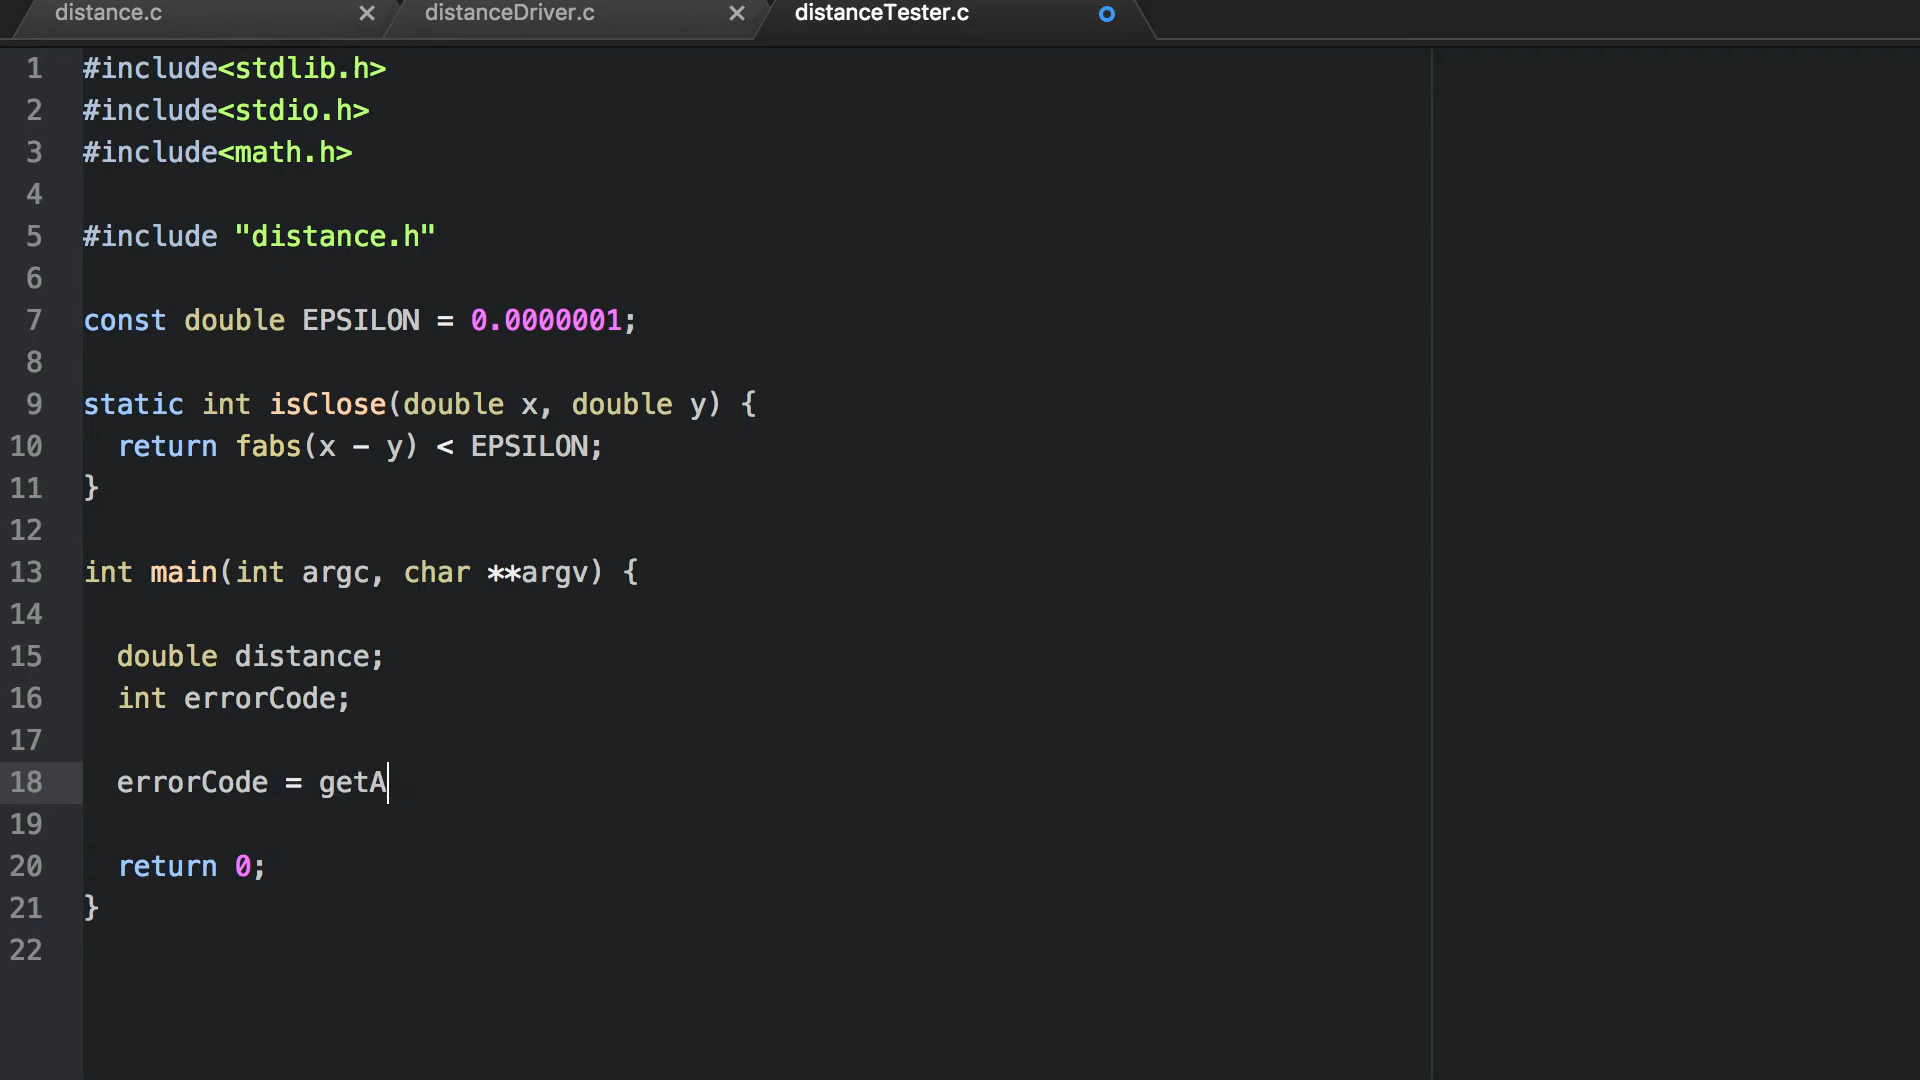 distance.c distanceDriver.c distanceTester.c
1 #include<stdlib.h>
2 #include<stdio.h>
3 #include<math.h>
4
5 #include "distance.h"
6
7 const double EPSILON = 0.0000001;
8
9 static int isClose(double x, double y) {
10 return fabs(x - y) < EPSILON;
11 }
12
13 int main(int argc, char **argv) {
14
15 double distance;
16 int errorCode;
17
18 errorCode = getA
19
20 return 0;
21 }
22